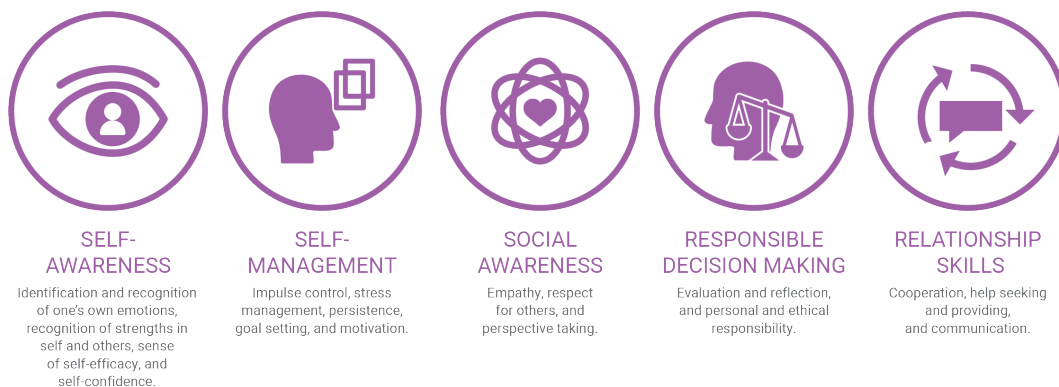 SELF-
AWARENESS
Identification and recognition
of one's own emotions,
recognition of strengths in
self and others, sense
of self-efficacy, and
self-confidence.
SELF-
MANAGEMENT
Impulse control, stress
management, persistence,
goal setting, and motivation.
SOCIAL
AWARENESS
Empathy, respect
for others, and
perspective taking.
RESPONSIBLE
DECISION MAKING
Evaluation and reflection,
and personal and ethical
responsibility.
RELATIONSHIP
SKILLS
Cooperation, help seeking
and providing,
and communication.